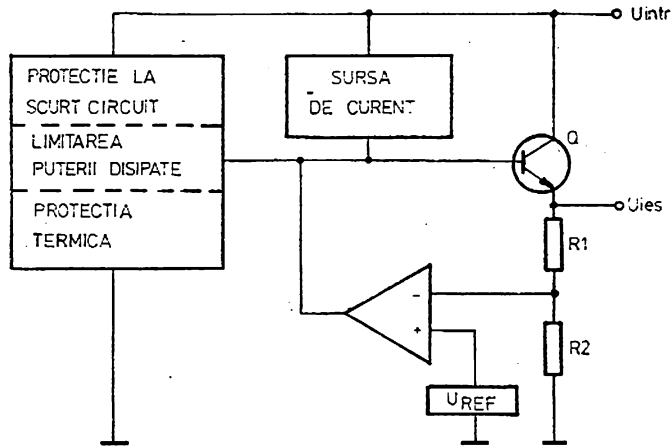 Uintr
PROTECTIE LA
SCURT CIRCUIT
LIMITAREA
PUTERII DISIPATE
PROTECTIA
TERMICA
SURSA
DE CURENT
Q
Uies
R1
-
+
R2
UREF